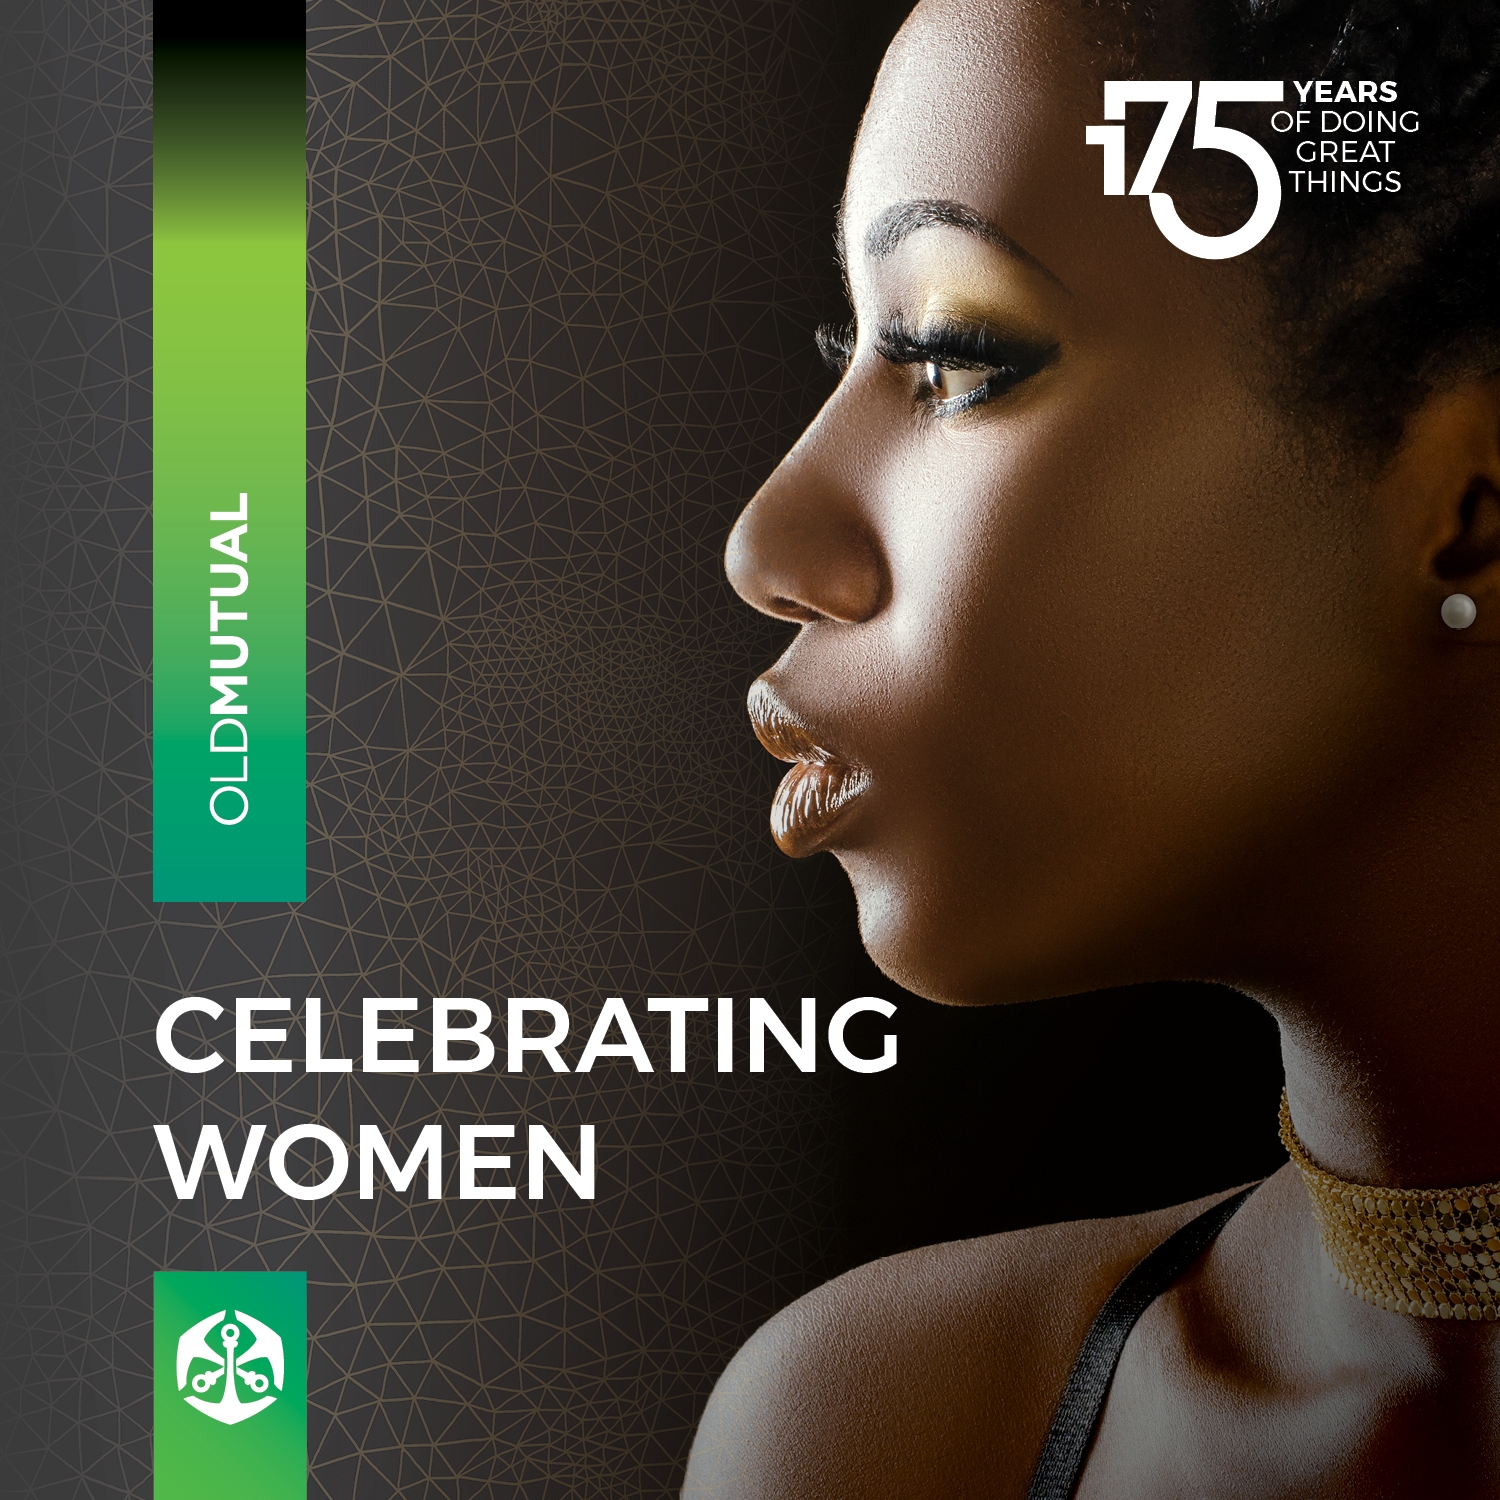 175
YEARS
OF DOING
GREAT
THINGS
OLDMUTUAL
CELEBRATING
WOMEN